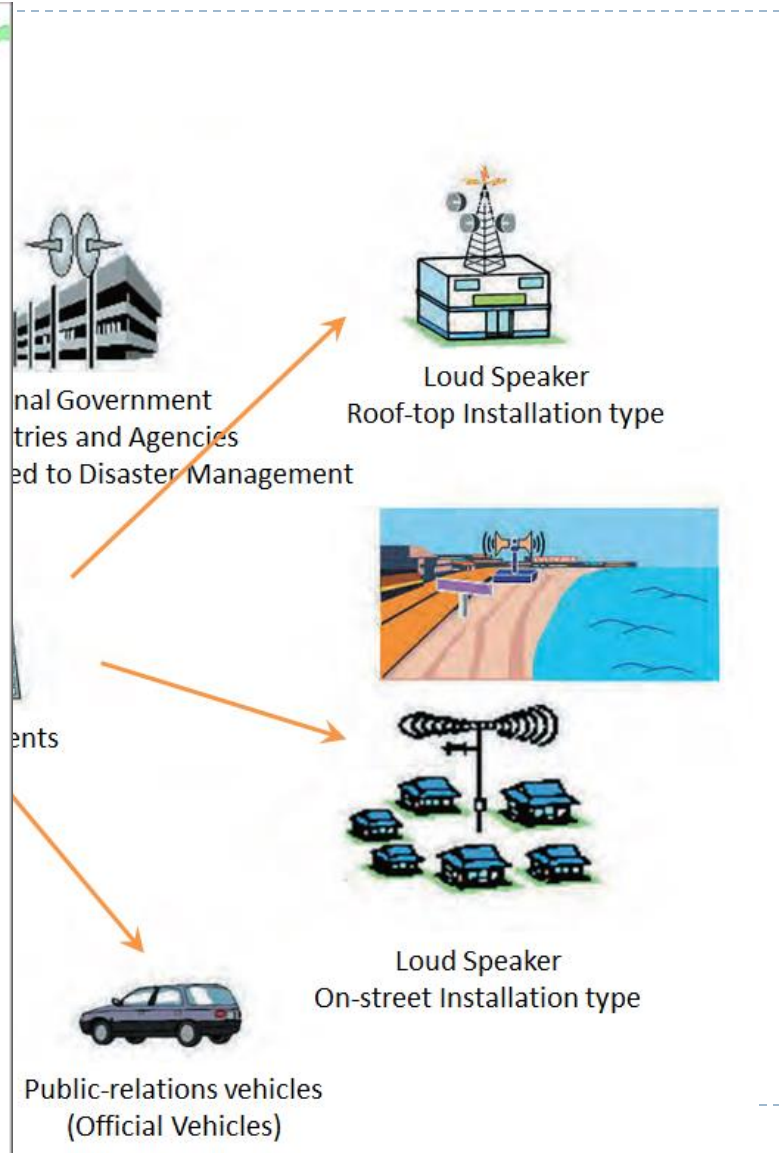 nal Government
tries and Agencies
ed to Disaster Management
Loud Speaker
Roof-top Installation type
ents
Loud Speaker
On-street Installation type
Public-relations vehicles
(Official Vehicles)